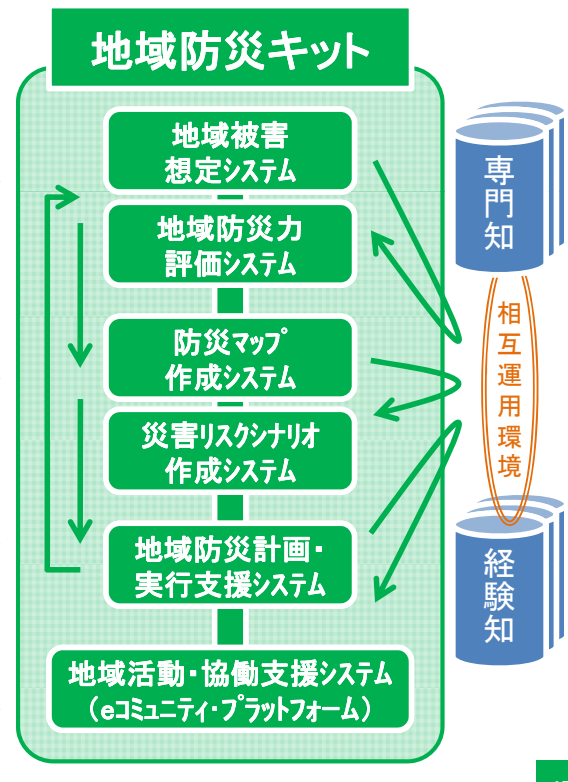 地域防災キット
地域被害
想定システム
地域防災力
評価システム
防災マップ
作成システム
災害リスクシナリオ
作成システム
地域防災計画・
実行支援システム
地域活動・協働支援システム
(eコミュニティ・プラットフォーム)
専門知
相互運用環境
経験知